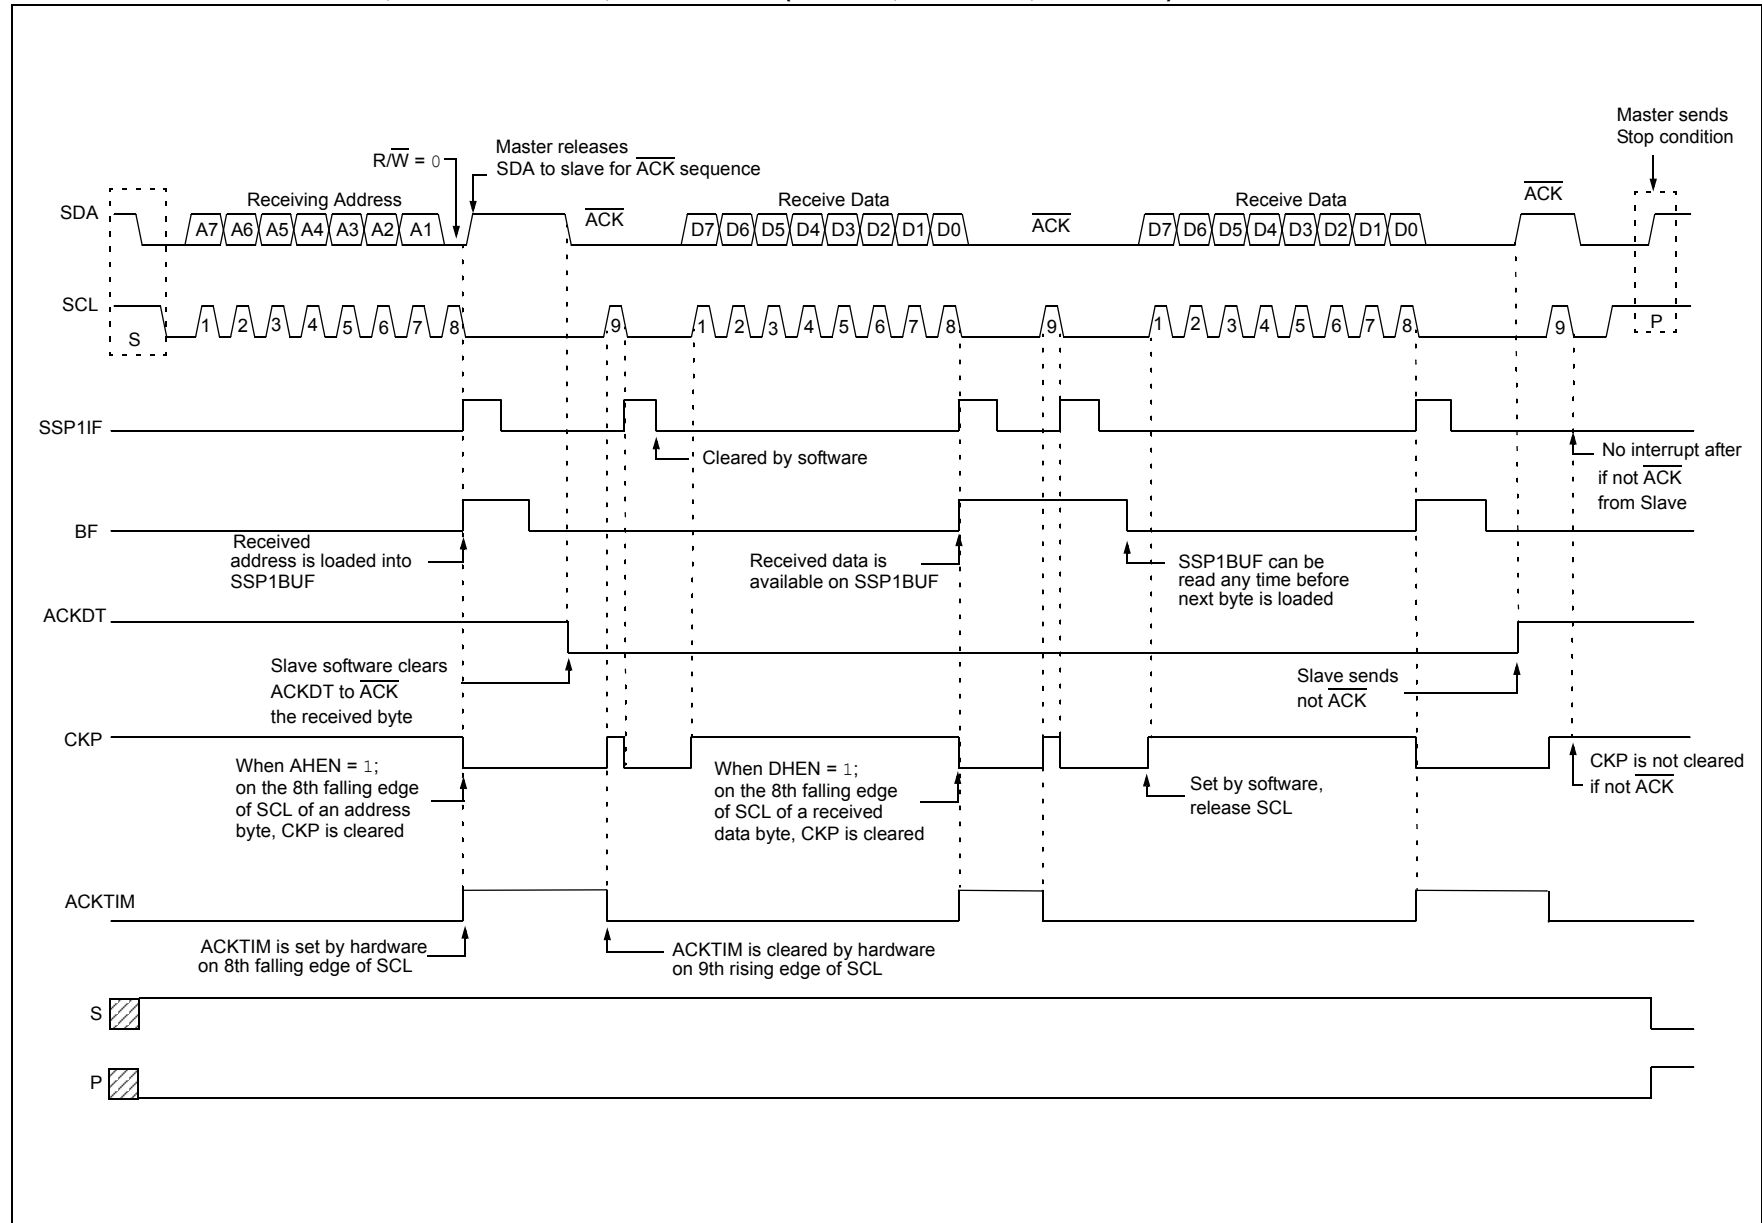 Master sends
Stop condition
R/W̅ = 0
Master releases
SDA to slave for A̅C̅K̅ sequence
SDA
Receiving Address
A7 A6 A5 A4 A3 A2 A1
A̅C̅K̅
Receive Data
D7 D6 D5 D4 D3 D2 D1 D0
A̅C̅K̅
Receive Data
D7 D6 D5 D4 D3 D2 D1 D0
A̅C̅K̅
SCL
S
1 2 3 4 5 6 7 8 9
1 2 3 4 5 6 7 8 9
1 2 3 4 5 6 7 8 9
P
SSP1IF
Cleared by software
No interrupt after
if not A̅C̅K̅
from Slave
BF
Received
address is loaded into
SSP1BUF
Received data is
available on SSP1BUF
SSP1BUF can be
read any time before
next byte is loaded
ACKDT
Slave software clears
ACKDT to A̅C̅K̅
the received byte
Slave sends
not A̅C̅K̅
CKP
When AHEN = 1;
on the 8th falling edge
of SCL of an address
byte, CKP is cleared
When DHEN = 1;
on the 8th falling edge
of SCL of a received
data byte, CKP is cleared
Set by software,
release SCL
CKP is not cleared
if not A̅C̅K̅
ACKTIM
ACKTIM is set by hardware
on 8th falling edge of SCL
ACKTIM is cleared by hardware
on 9th rising edge of SCL
S
P